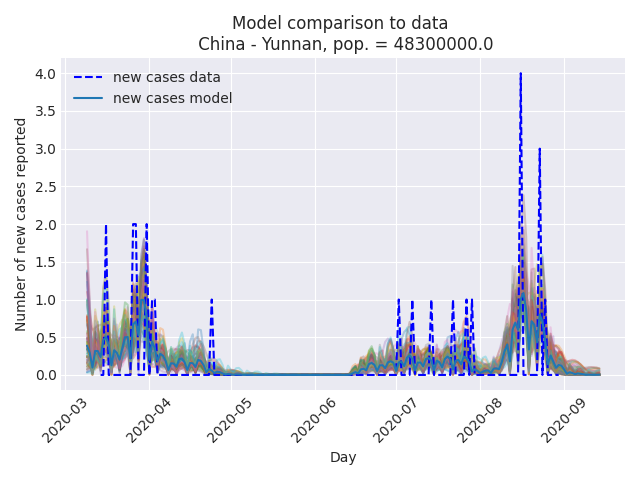 Model comparison to data
China - Yunnan, pop. = 48300000.0
new cases data
new cases model
Number of new cases reported
4.0
3.5
3.0
2.5
2.0
1.5
1.0
0.5
0.0
2020-03
2020-04
2020-05
2020-06
2020-07
2020-08
2020-09
Day